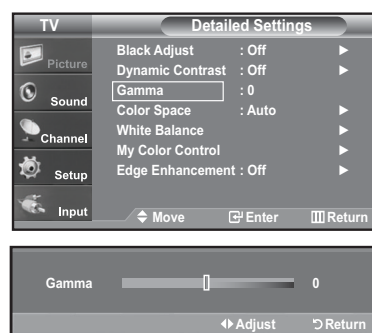 TV Detailed Settings
Picture
Sound
Channel
Setup
Input
Black Adjust : Off
Dynamic Contrast : Off
Gamma : 0
Color Space : Auto
White Balance
My Color Control
Edge Enhancement : Off
Move Enter Return
Gamma 0
Adjust Return